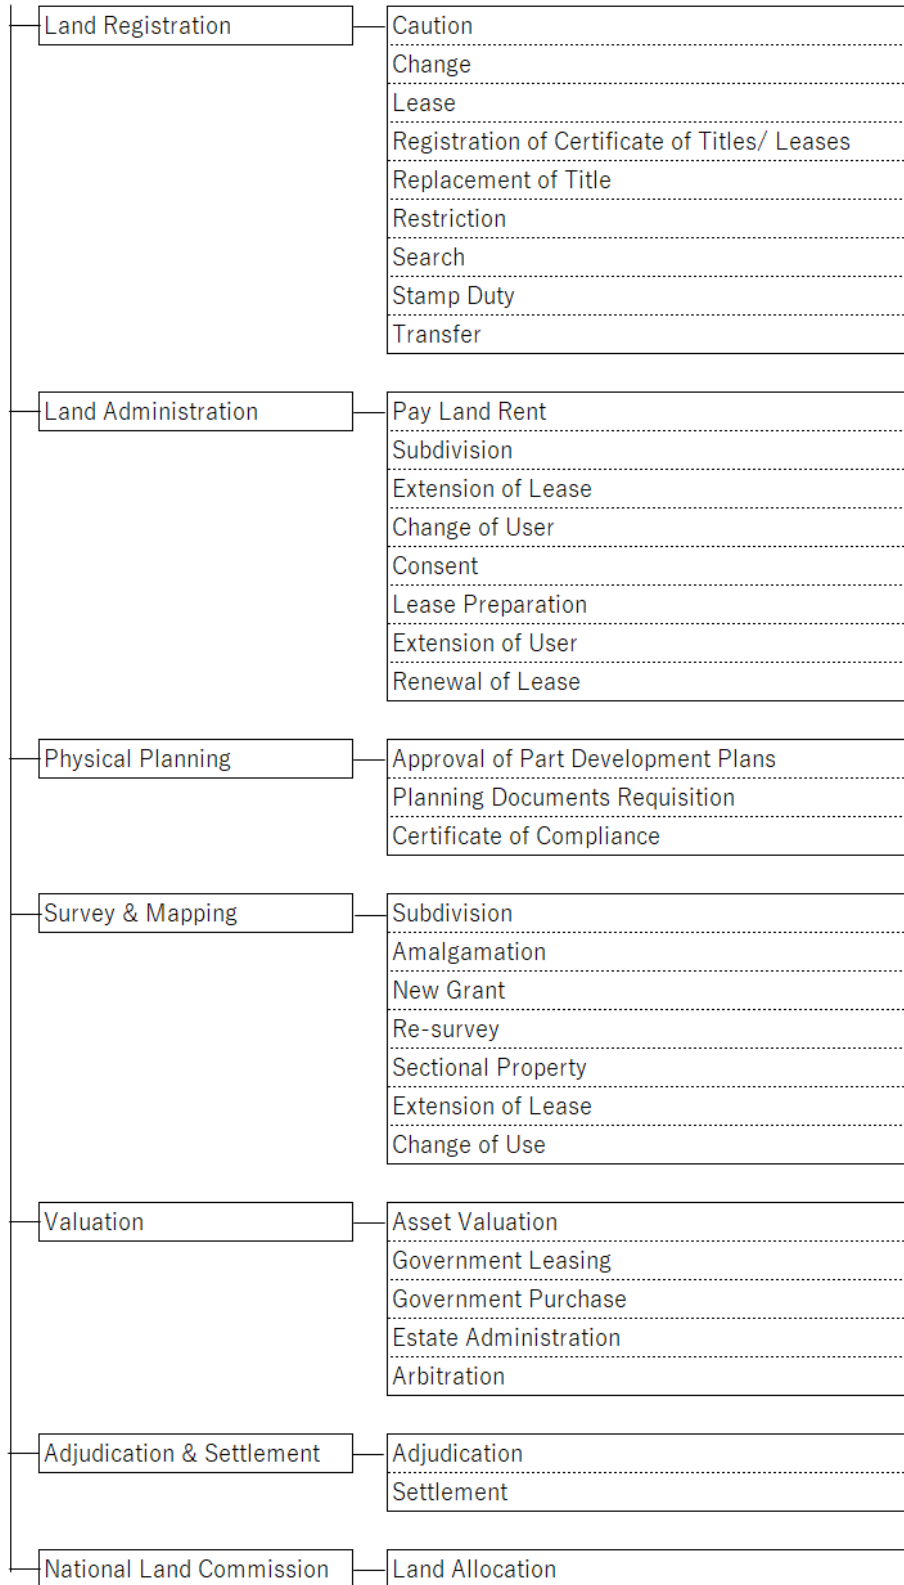 Land Registration
Caution
Change
Lease
Registration of Certificate of Titles/ Leases
Replacement of Title
Restriction
Search
Stamp Duty
Transfer
Land Administration
Pay Land Rent
Subdivision
Extension of Lease
Change of User
Consent
Lease Preparation
Extension of User
Renewal of Lease
Physical Planning
Approval of Part Development Plans
Planning Documents Requisition
Certificate of Compliance
Survey & Mapping
Subdivision
Amalgamation
New Grant
Re-survey
Sectional Property
Extension of Lease
Change of Use
Valuation
Asset Valuation
Government Leasing
Government Purchase
Estate Administration
Arbitration
Adjudication & Settlement
Adjudication
Settlement
National Land Commission
Land Allocation